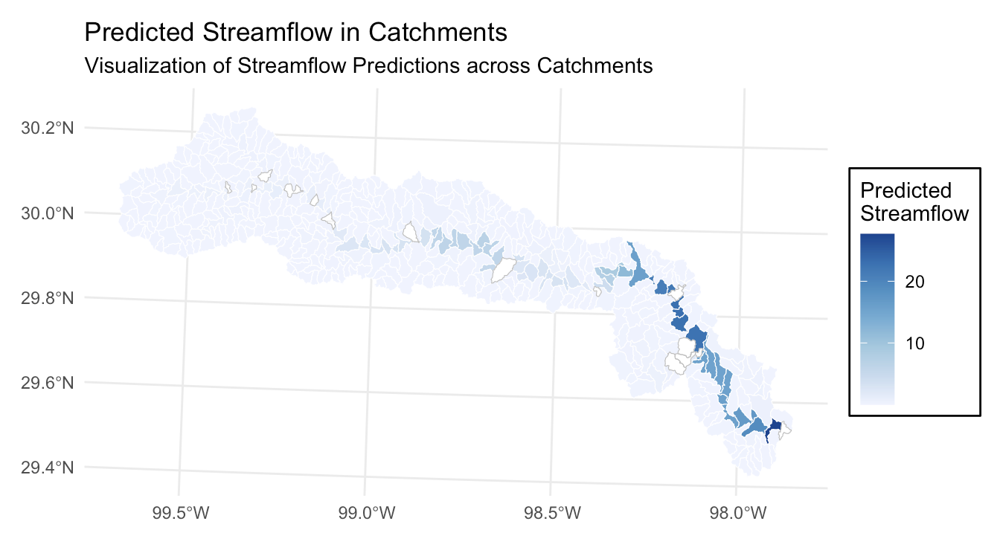 Predicted Streamflow in Catchments
Visualization of Streamflow Predictions across Catchments
30.2°N
30.0°N
29.8°N
29.6°N
29.4°N
99.5°W
99.0°W
98.5°W
98.0°W
Predicted
Streamflow
20
10